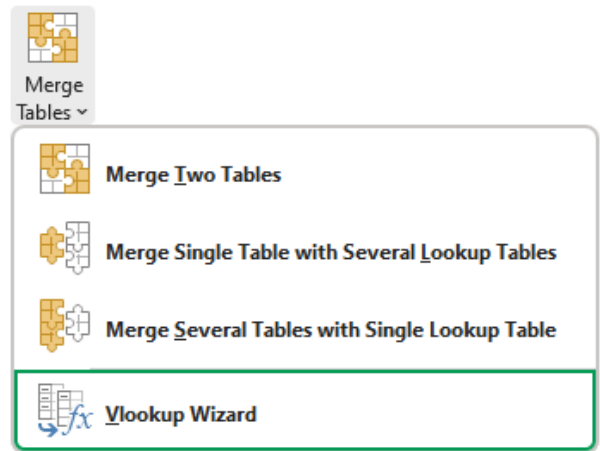 Merge
Tables
Merge Two Tables
Merge Single Table with Several Lookup Tables
Merge Several Tables with Single Lookup Table
fx Vlookup Wizard